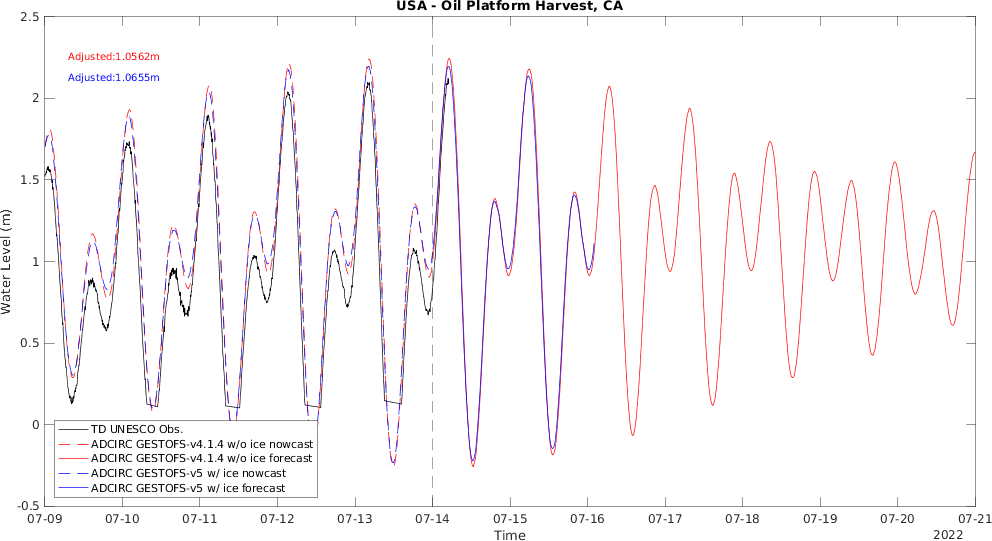 USA - Oil Platform Harvest, CA
2.5
Adjusted:1.0562m
Adjusted:1.0655m
2
1.5
1
0.5
0
-0.5
Water Level (m)
TD UNESCO Obs.
ADCIRC GESTOFS-v4.1.4 w/o ice nowcast
ADCIRC GESTOFS-v4.1.4 w/o ice forecast
ADCIRC GESTOFS-v5 w/ ice nowcast
ADCIRC GESTOFS-v5 w/ ice forecast
07-09 07-10 07-11 07-12 07-13 07-14 07-15 07-16 07-17 07-18 07-19 07-20 07-21
Time
2022